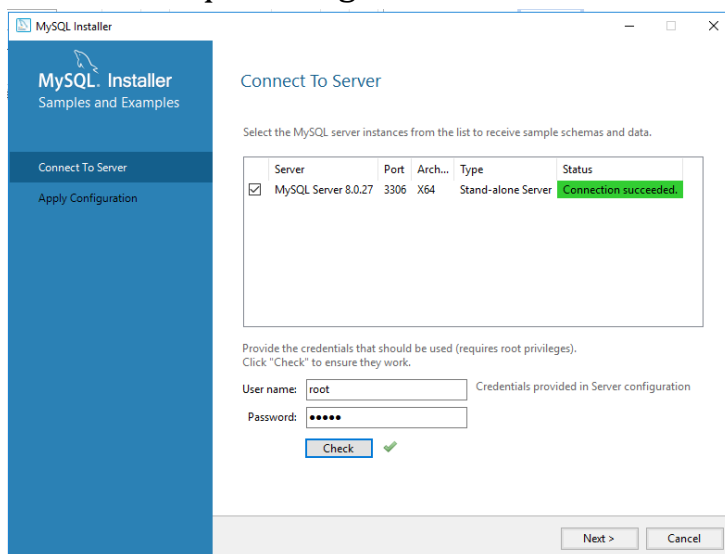 MySQL Installer
MySQL. Installer
Samples and Examples
Connect To Server
Apply Configuration
Connect To Server
Select the MySQL server instances from the list to receive sample schemas and data.
Server Port Arch... Type Status
MySQL Server 8.0.27 3306 X64 Stand-alone Server Connection succeeded.
Provide the credentials that should be used (requires root privileges).
Click "Check" to ensure they work.
User name: root Credentials provided in Server configuration
Password: •••••
Check
Next > Cancel